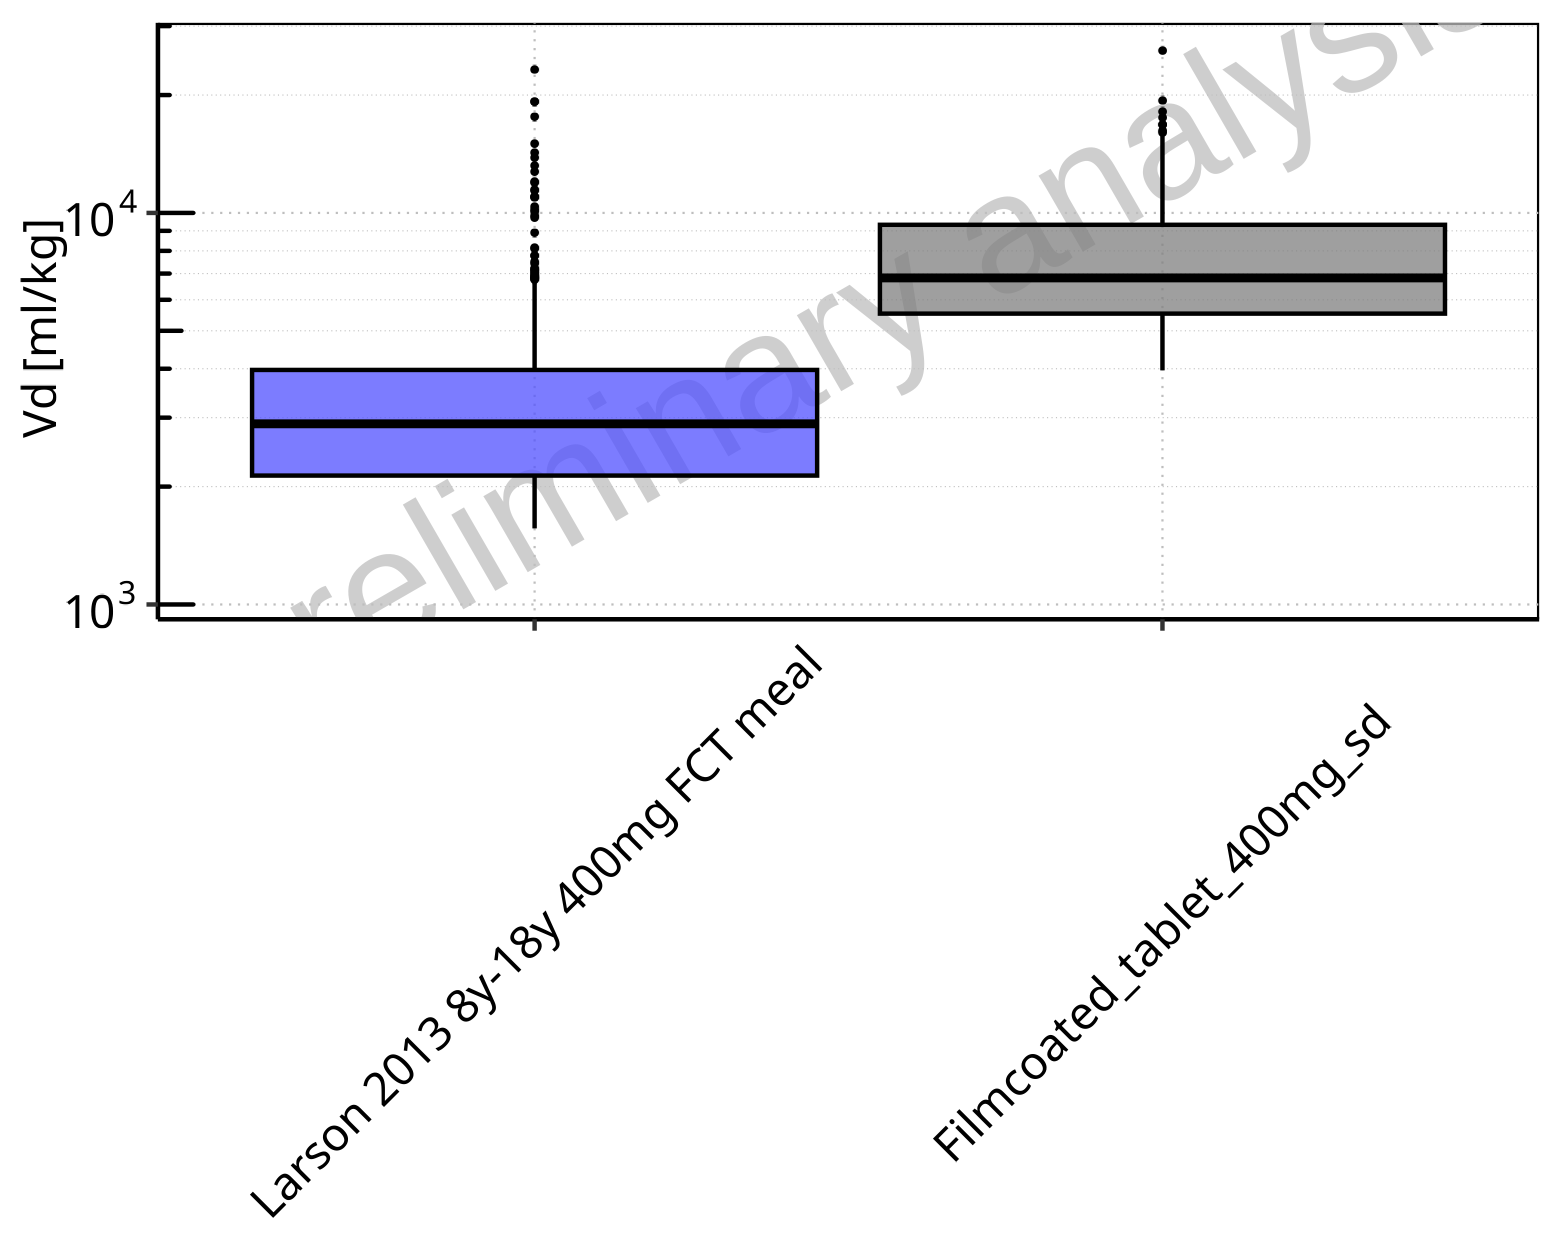 Vd [ml/kg]
10⁴
10³
reliminary analysis
Larson 2013 8y-18y 400mg FCT meal
Filmcoated_tablet_400mg_sd